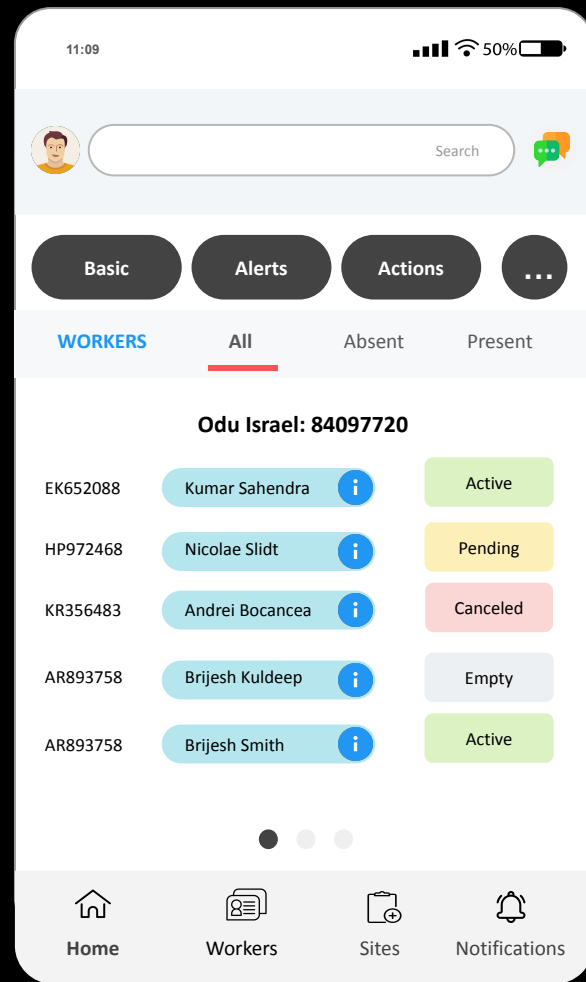 11:09 50%
Search
Basic Alerts Actions ...
WORKERS All Absent Present
Odu Israel: 84097720
EK652088 Kumar Sahendra i Active
HP972468 Nicolae Slidt i Pending
KR356483 Andrei Bocancea i Canceled
AR893758 Brijesh Kuldeep i Empty
AR893758 Brijesh Smith i Active
Home Workers Sites Notifications